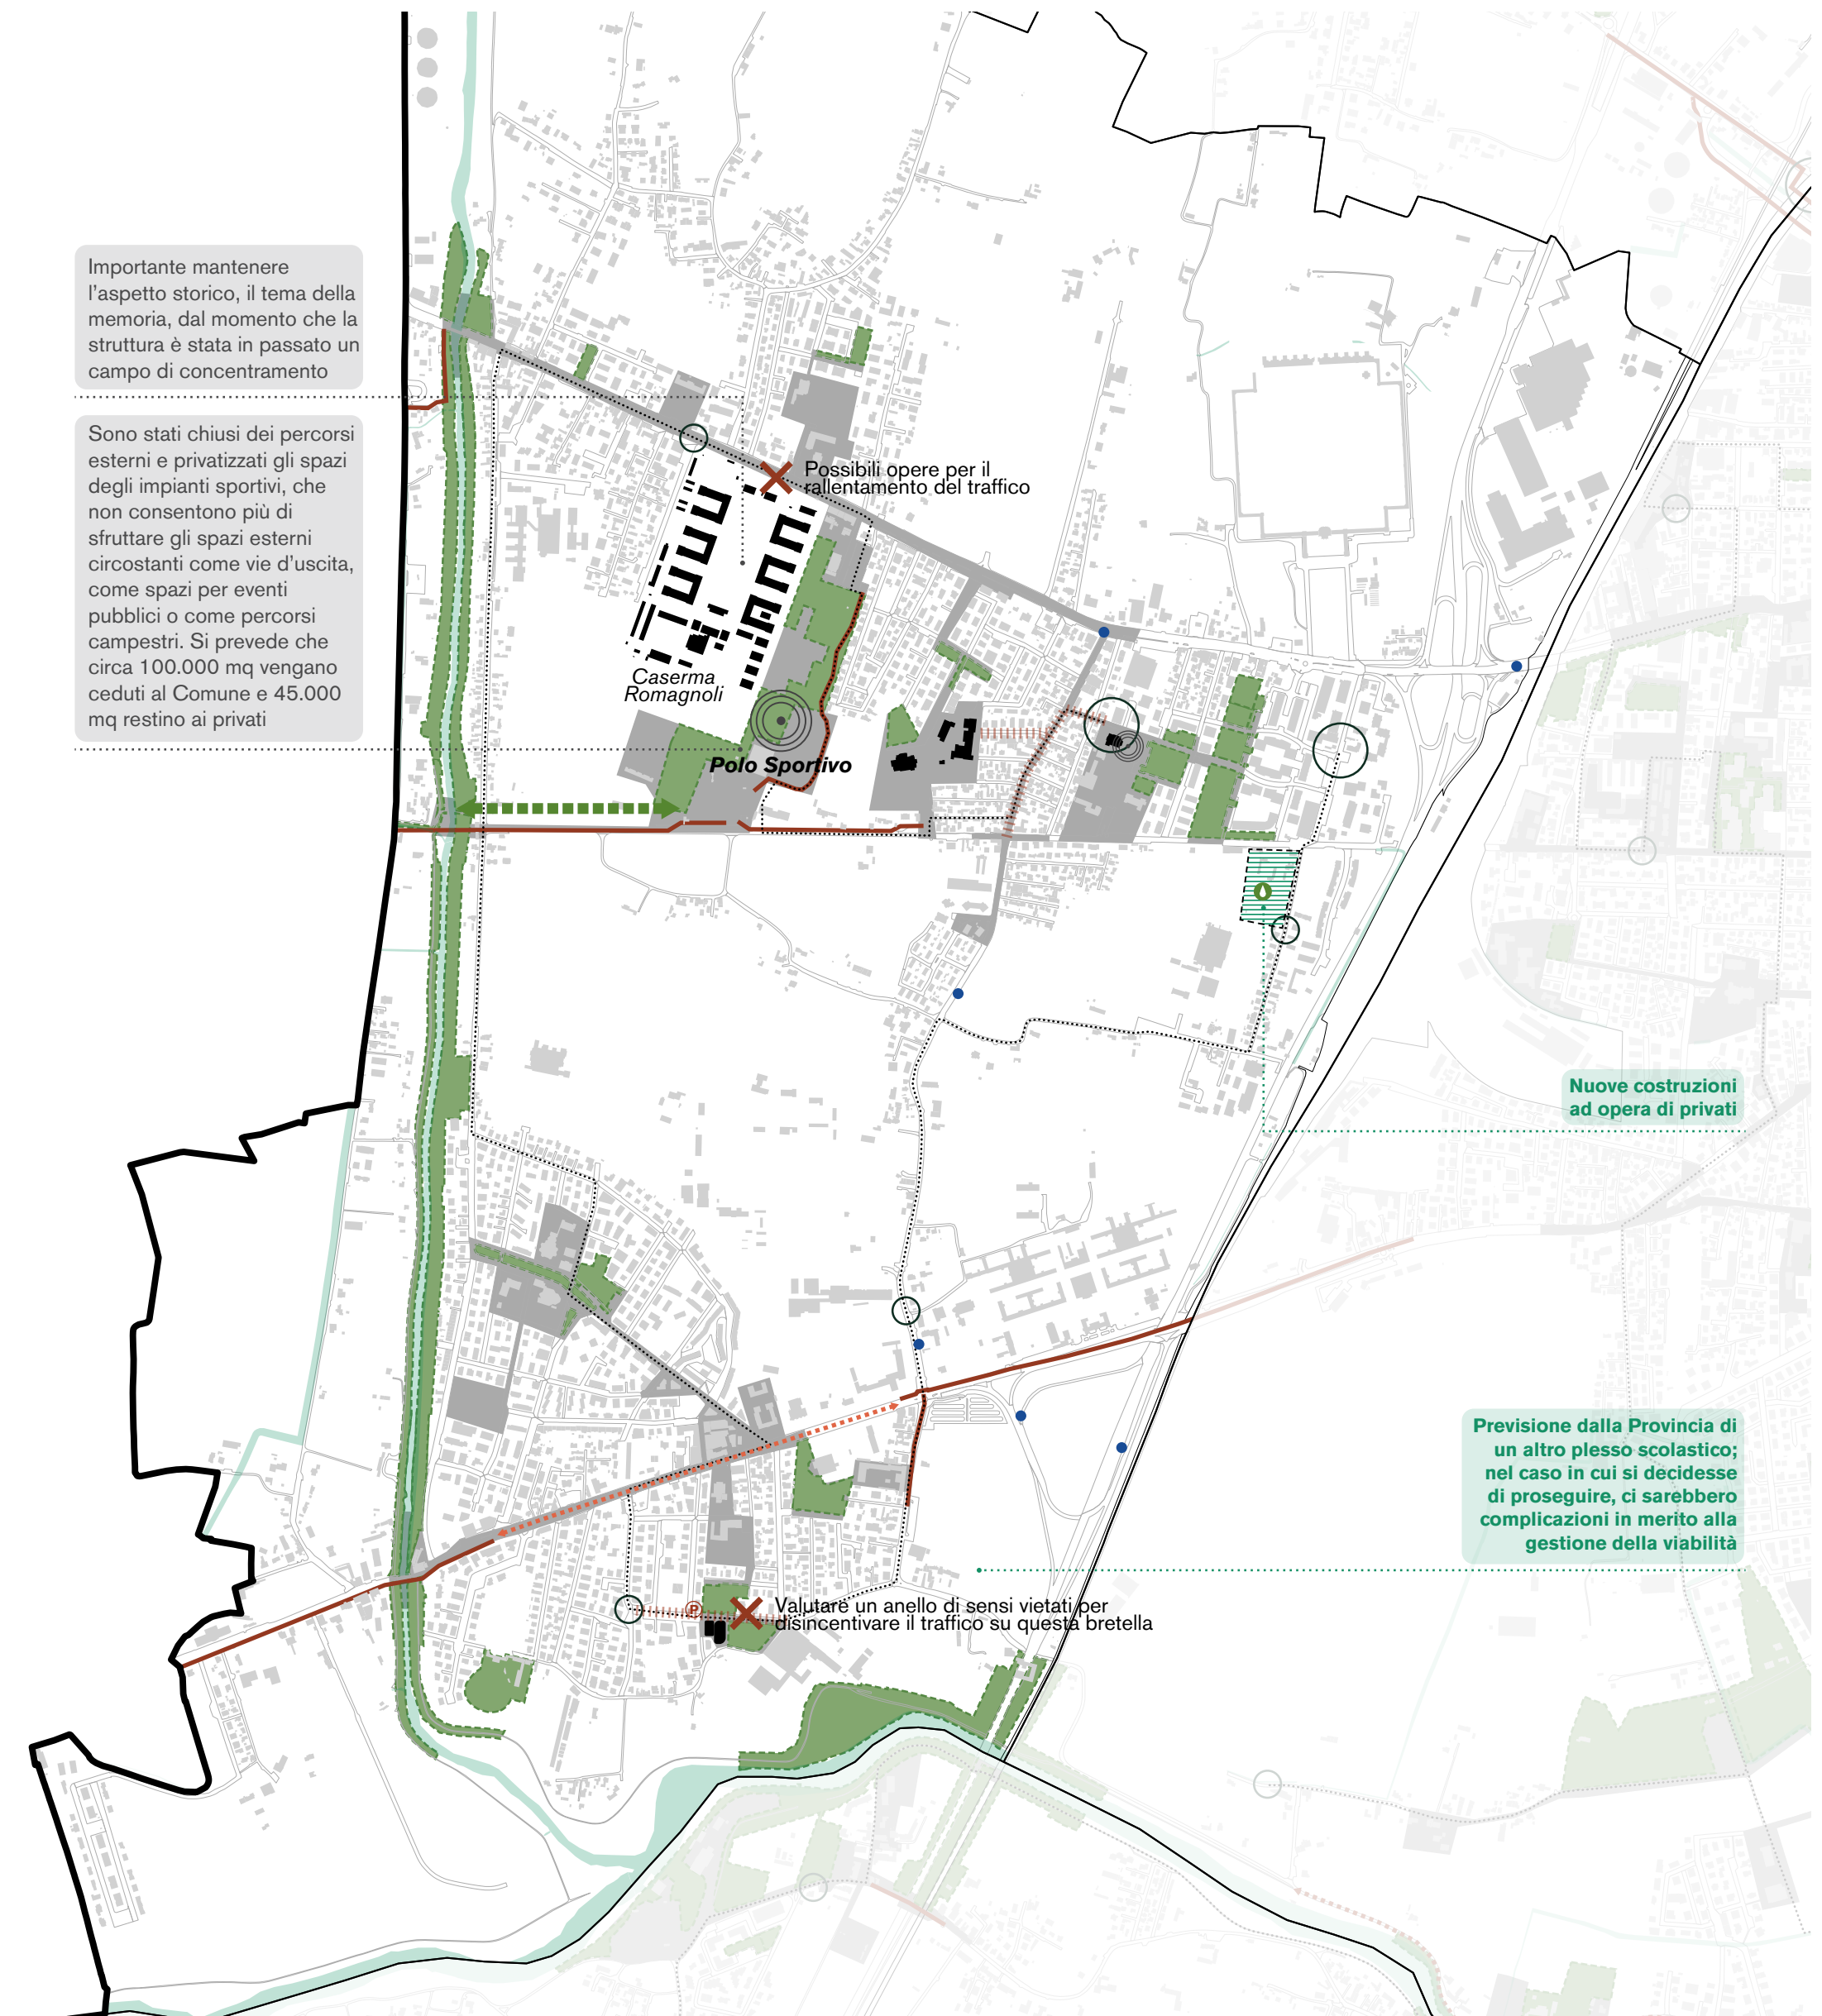 Importante mantenere
l'aspetto storico, il tema della
memoria, dal momento che la
struttura è stata in passato un
campo di concentramento
Sono stati chiusi dei percorsi
esterni e privatizzati gli spazi
degli impianti sportivi, che
non consentono più di
sfruttare gli spazi esterni
circostanti come vie d'uscita,
come spazi per eventi
pubblici o come percorsi
campestri. Si prevede che
circa 100.000 mq vengano
ceduti al Comune e 45.000
mq restino ai privati
Possibili opere per il
rallentamento del traffico
Caserma
Romagnoli
Polo Sportivo
Nuove costruzioni
ad opera di privati
Previsione dalla Provincia di
un altro plesso scolastico;
nel caso in cui si decidesse
di proseguire, ci sarebbero
complicazioni in merito alla
gestione della viabilità
P
Valutare un anello di sensi vietati per
disincentivare il traffico su questa bretella